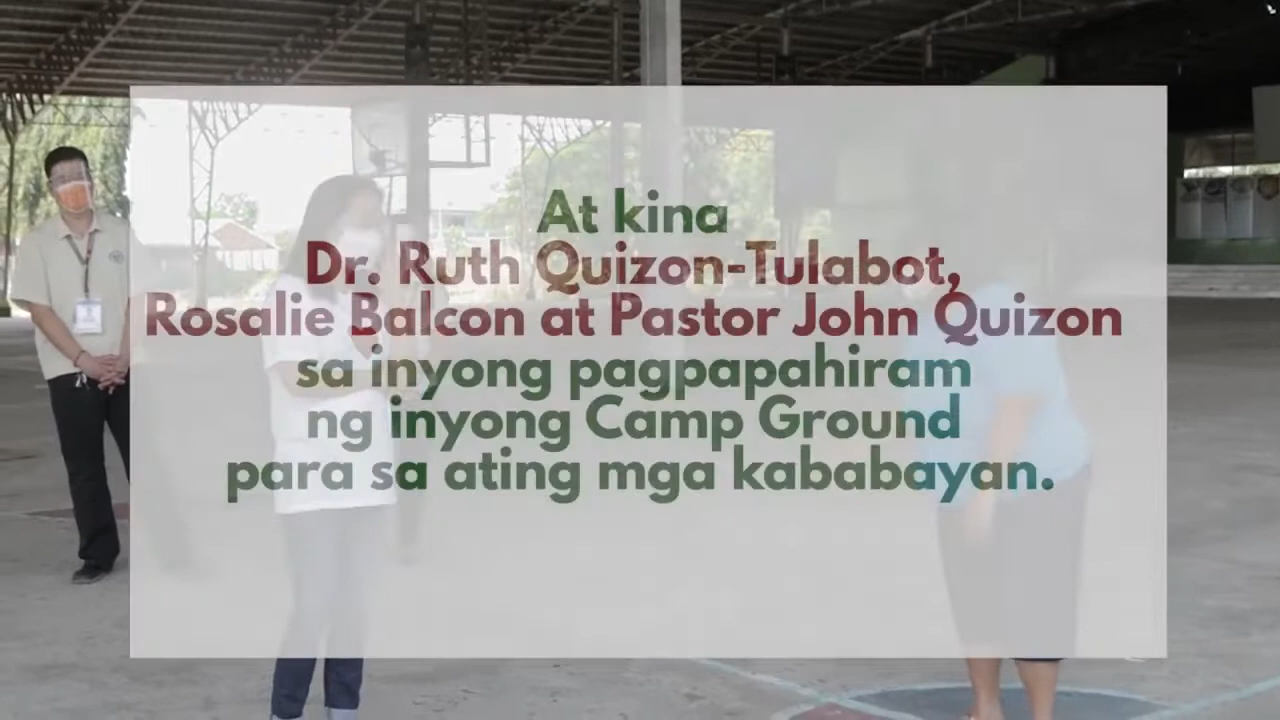 At kina
Dr. Ruth Quizon-Tulabot,
Rosalie Balcon at Pastor John Quizon
sa inyong pagpapahiram
ng inyong Camp Ground
para sa ating mga kababayan.